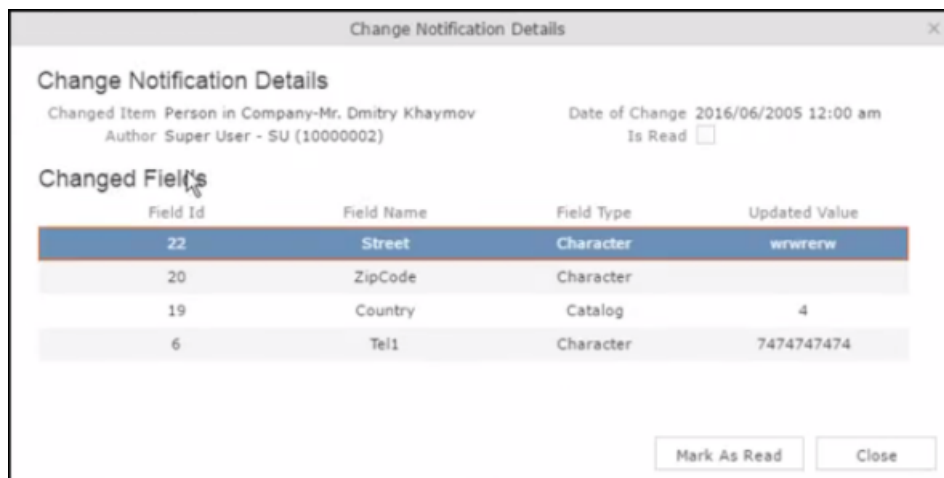 Change Notification Details
Change Notification Details
Changed Item Person in Company-Mr. Dmitry Khaymov Date of Change 2016/06/2005 12:00 am
Author Super User - SU (10000002) Is Read
Changed Fields
Field Id Field Name Field Type Updated Value
22 Street Character wrwrerw
20 ZipCode Character
19 Country Catalog 4
6 Tel1 Character 7474747474
Mark As Read Close